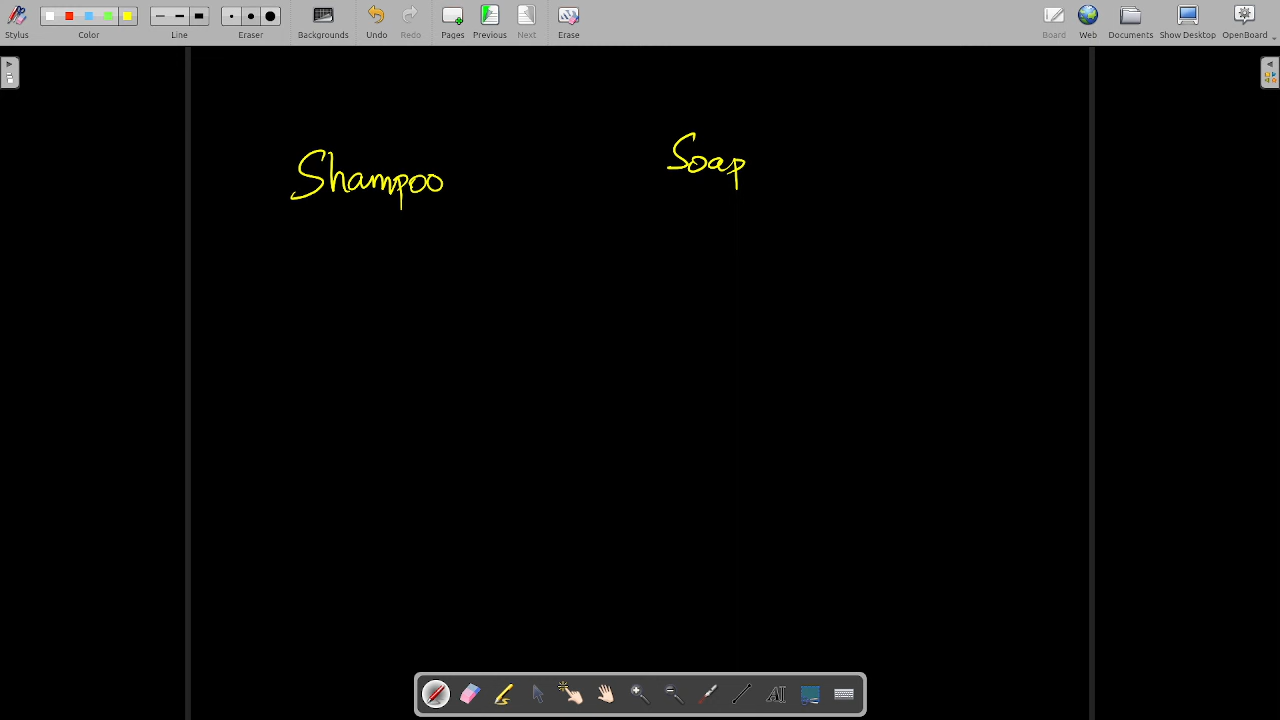 Stylus Color Line Eraser Backgrounds Undo Redo Pages Previous Next Erase Board Web Documents Show Desktop OpenBoard
Shampoo Soap
AI